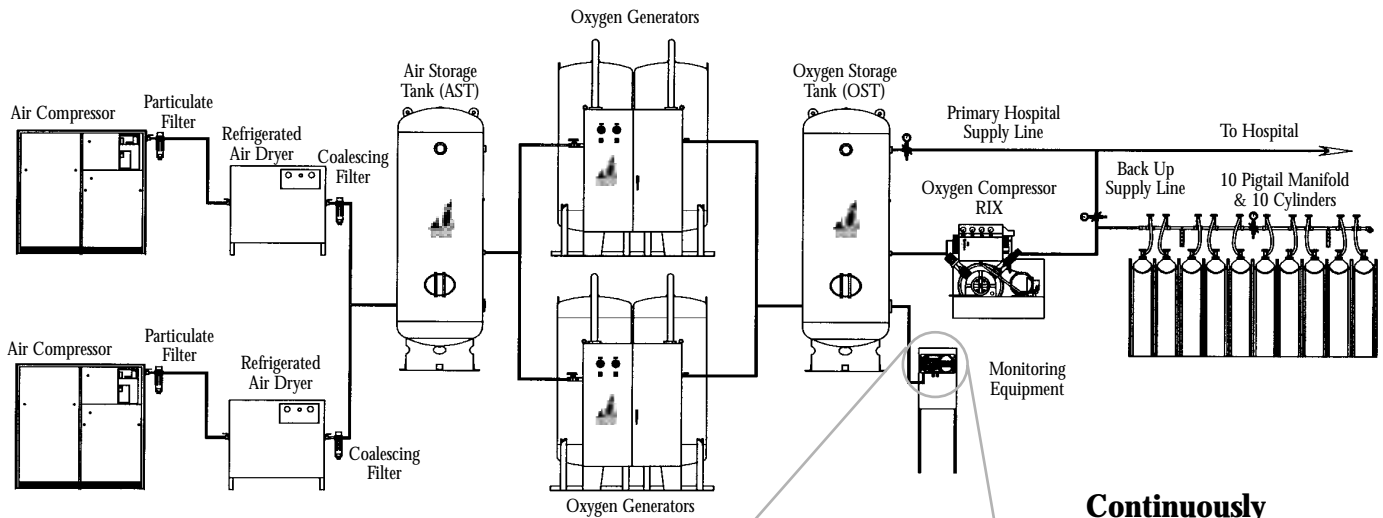 Oxygen Generators
Air Storage
Tank (AST)
Oxygen Storage
Tank (OST)
Air Compressor
Particulate
Filter
Refrigerated
Air Dryer
Coalescing
Filter
Primary Hospital
Supply Line
To Hospital
Back Up
Supply Line
10 Pigtail Manifold
& 10 Cylinders
Oxygen Compressor
RIX
Air Compressor
Particulate
Filter
Refrigerated
Air Dryer
Coalescing
Filter
Monitoring
Equipment
Oxygen Generators
Continuously